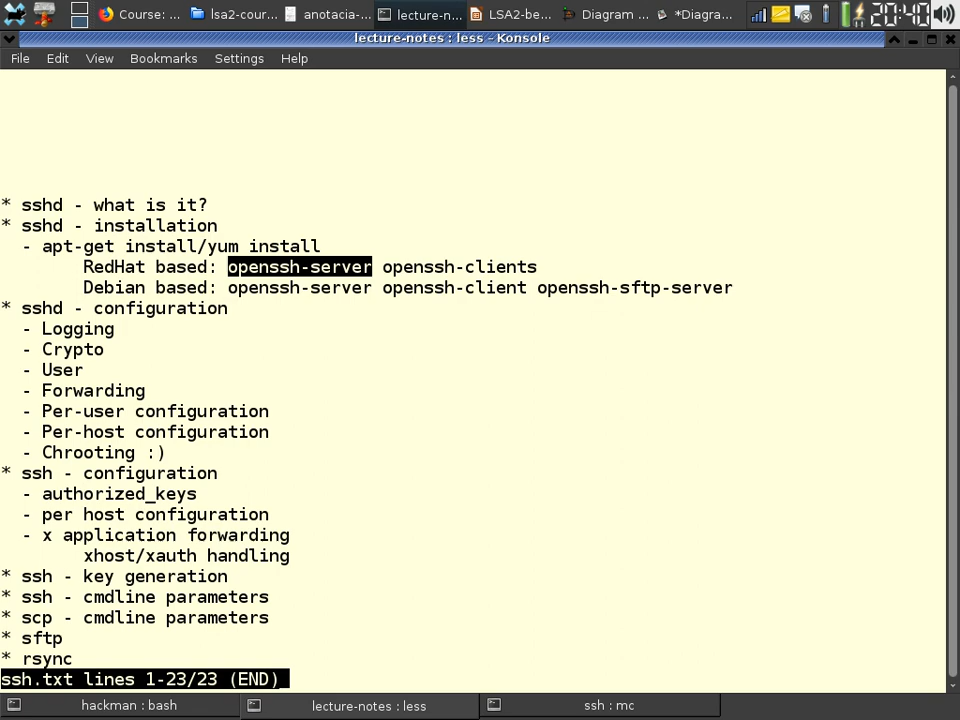 Course: ...
lsa2-cour...
anotacia-...
lecture-n...
LSA2-be...
Diagram ...
*Diagra...
20:40
lecture-notes : less - Konsole
File Edit View Bookmarks Settings Help
* sshd - what is it?
* sshd - installation
- apt-get install/yum install
RedHat based: openssh-server openssh-clients
Debian based: openssh-server openssh-client openssh-sftp-server
* sshd - configuration
- Logging
- Crypto
- User
- Forwarding
- Per-user configuration
- Per-host configuration
- Chrooting :)
* ssh - configuration
- authorized_keys
- per host configuration
- x application forwarding
xhost/xauth handling
* ssh - key generation
* ssh - cmdline parameters
* scp - cmdline parameters
* sftp
* rsync
ssh.txt lines 1-23/23 (END)
hackman : bash
lecture-notes : less
ssh : mc